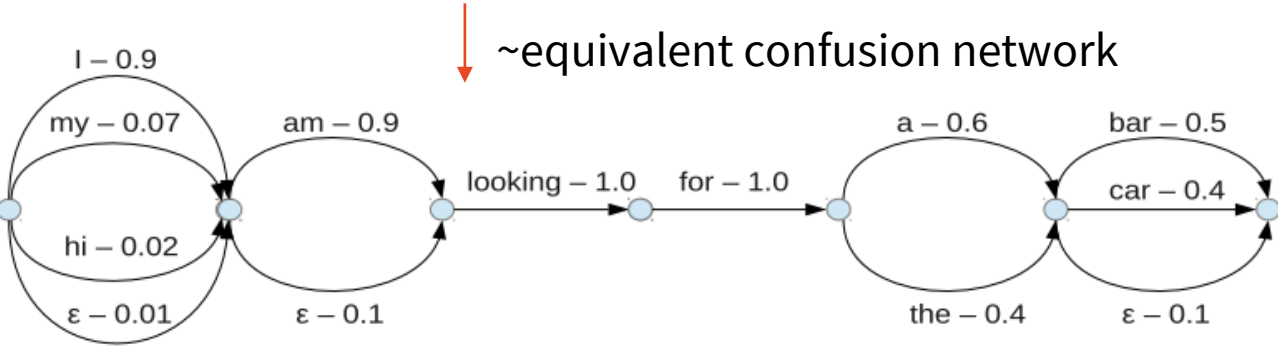 ~equivalent confusion network
I – 0.9
my – 0.07
am – 0.9
a – 0.6
bar – 0.5
looking – 1.0
for – 1.0
car – 0.4
hi – 0.02
ε – 0.01
ε – 0.1
the – 0.4
ε – 0.1